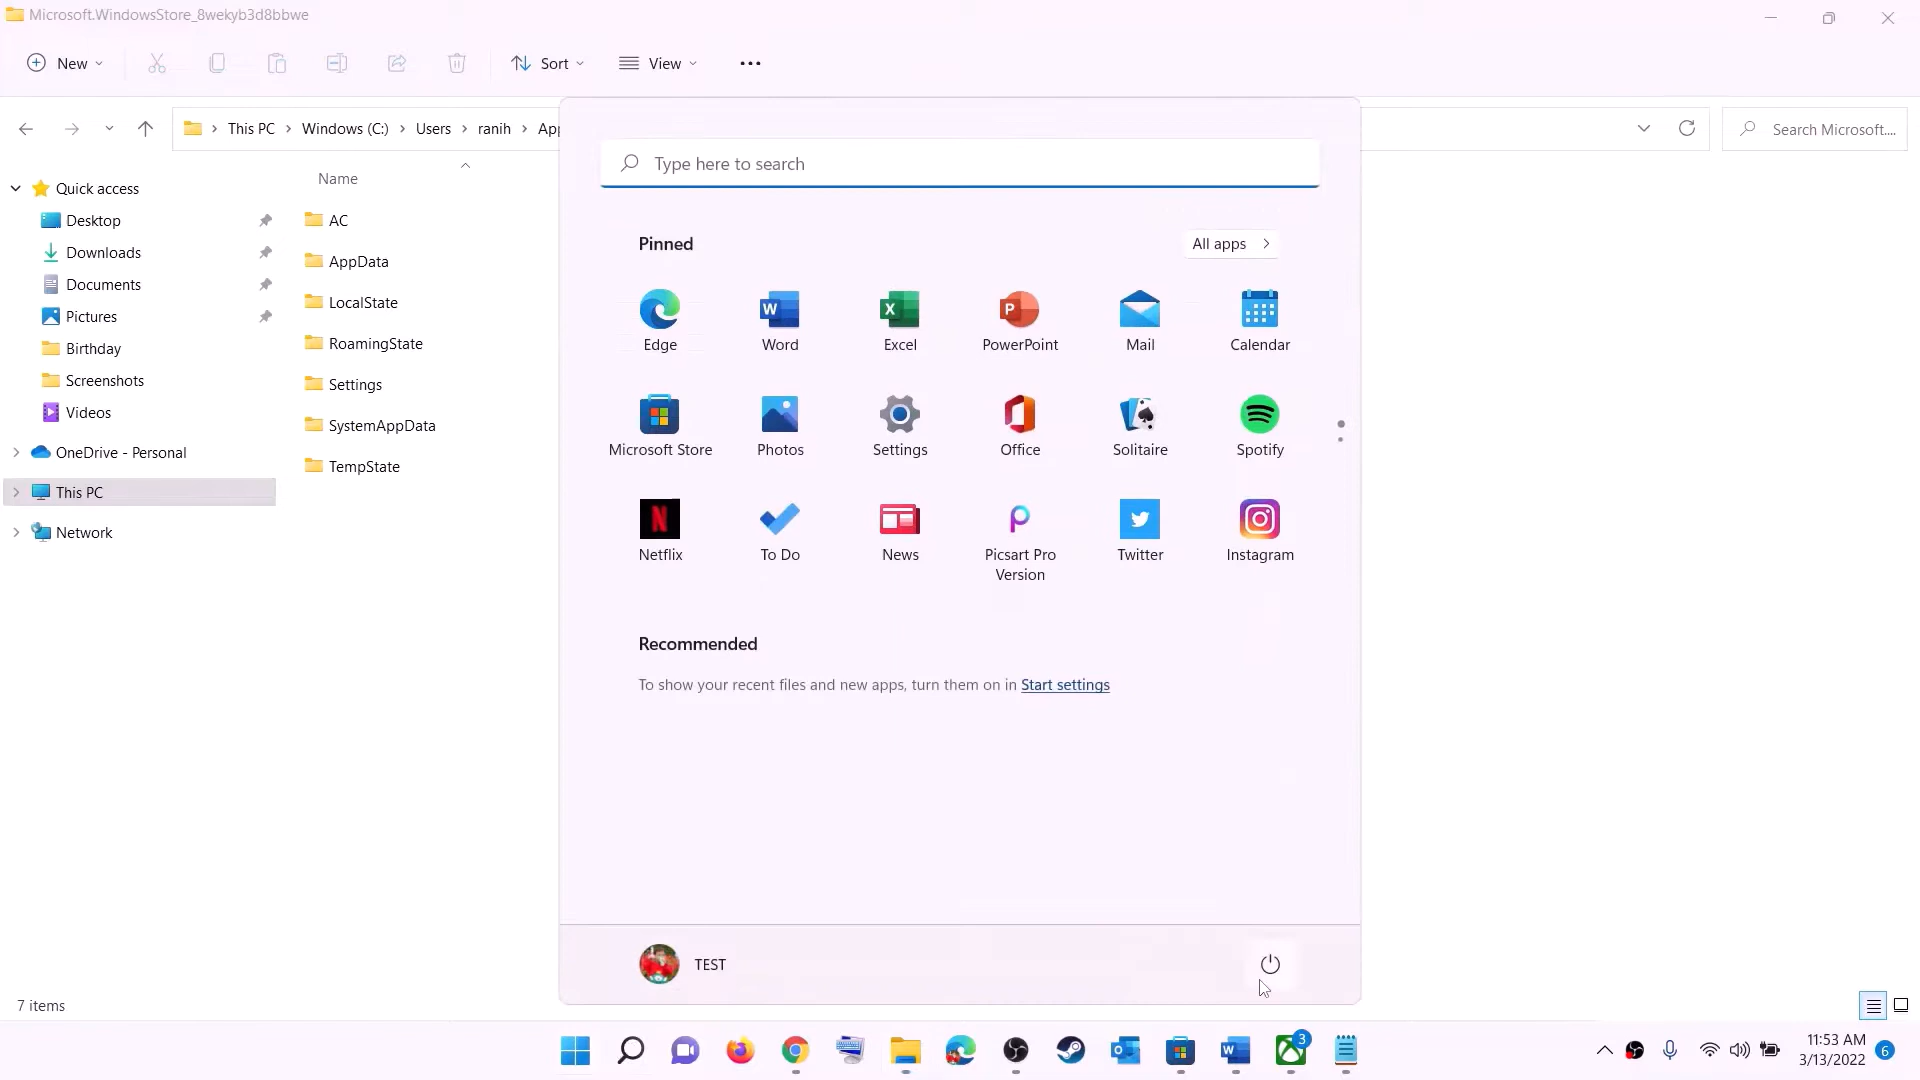 Microsoft.WindowsStore_8wekyb3d8bbwe
New
Sort
View
This PC
Windows (C:)
Users
ranih
App
Search Microsoft....
Quick access
Desktop
Downloads
Documents
Pictures
Birthday
Screenshots
Videos
OneDrive - Personal
This PC
Network
Name
AC
AppData
LocalState
RoamingState
Settings
SystemAppData
TempState
Type here to search
Pinned
All apps
Edge
W
Word
X
Excel
P
PowerPoint
Mail
Calendar
Microsoft Store
Photos
Settings
Office
Solitaire
Spotify
N
Netflix
To Do
News
Picsart Pro
Version
Twitter
Instagram
Recommended
To show your recent files and new apps, turn them on in Start settings
TEST
7 items
3
11:53 AM
3/13/2022
6